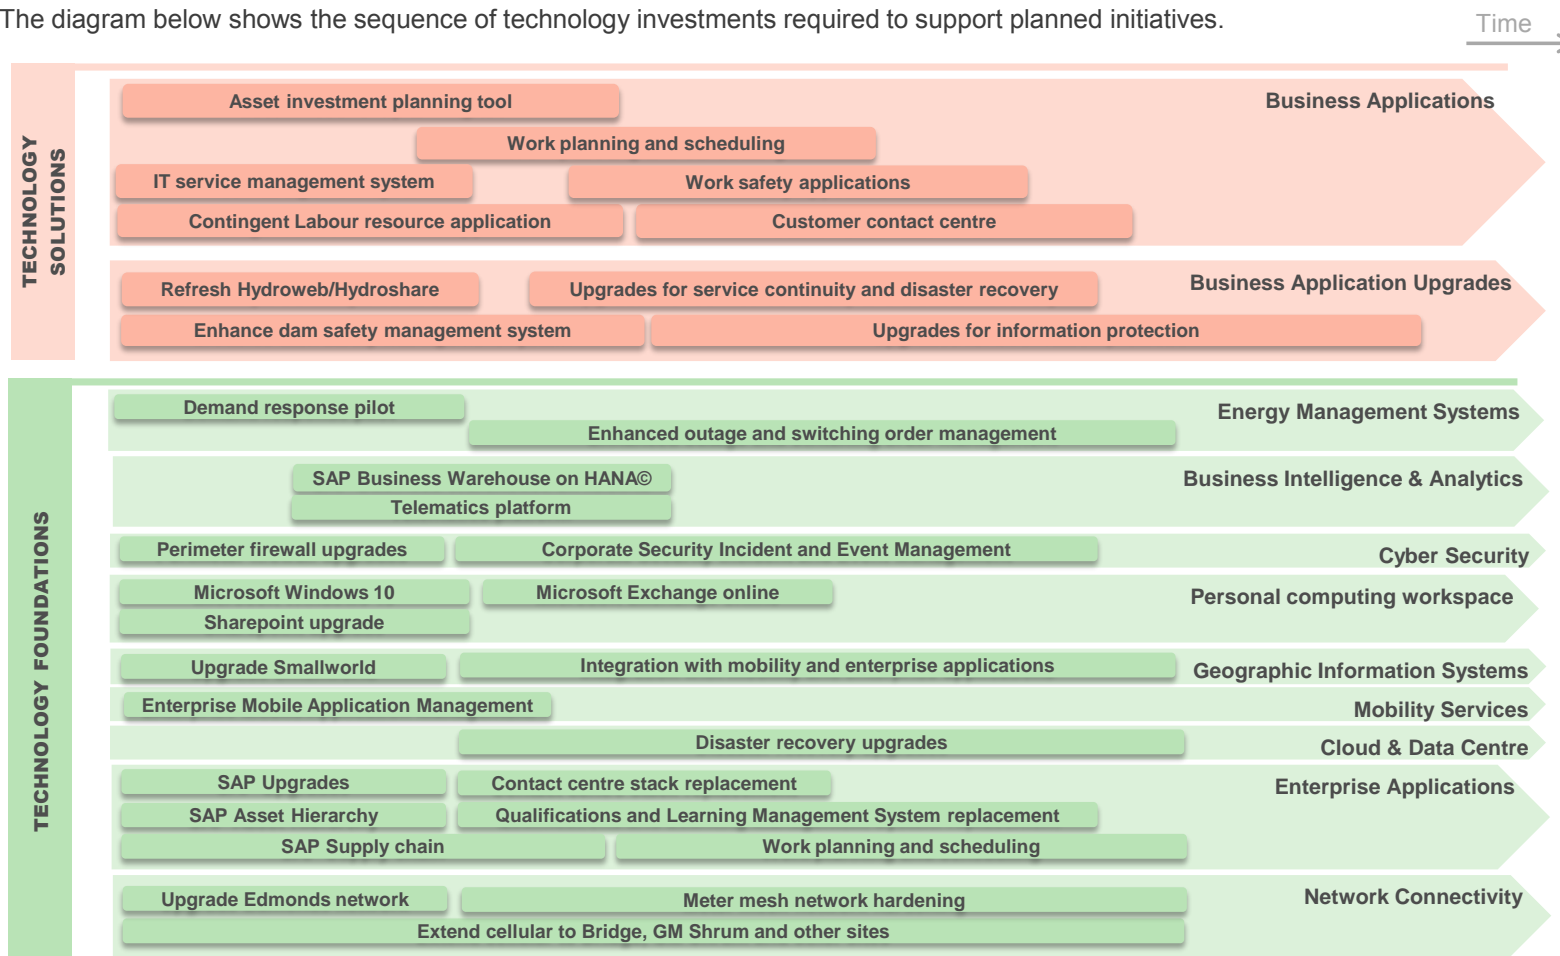 The diagram below shows the sequence of technology investments required to support planned initiatives.
Time
TECHNOLOGY
SOLUTIONS
Asset investment planning tool
Business Applications
Work planning and scheduling
IT service management system
Work safety applications
Contingent Labour resource application
Customer contact centre
Refresh Hydroweb/Hydroshare
Upgrades for service continuity and disaster recovery
Business Application Upgrades
Enhance dam safety management system
Upgrades for information protection
TECHNOLOGY FOUNDATIONS
Demand response pilot
Energy Management Systems
Enhanced outage and switching order management
SAP Business Warehouse on HANA©
Business Intelligence & Analytics
Telematics platform
Perimeter firewall upgrades
Corporate Security Incident and Event Management
Cyber Security
Microsoft Windows 10
Microsoft Exchange online
Personal computing workspace
Sharepoint upgrade
Upgrade Smallworld
Integration with mobility and enterprise applications
Geographic Information Systems
Enterprise Mobile Application Management
Mobility Services
Disaster recovery upgrades
Cloud & Data Centre
SAP Upgrades
Contact centre stack replacement
Enterprise Applications
SAP Asset Hierarchy
Qualifications and Learning Management System replacement
SAP Supply chain
Work planning and scheduling
Upgrade Edmonds network
Meter mesh network hardening
Network Connectivity
Extend cellular to Bridge, GM Shrum and other sites